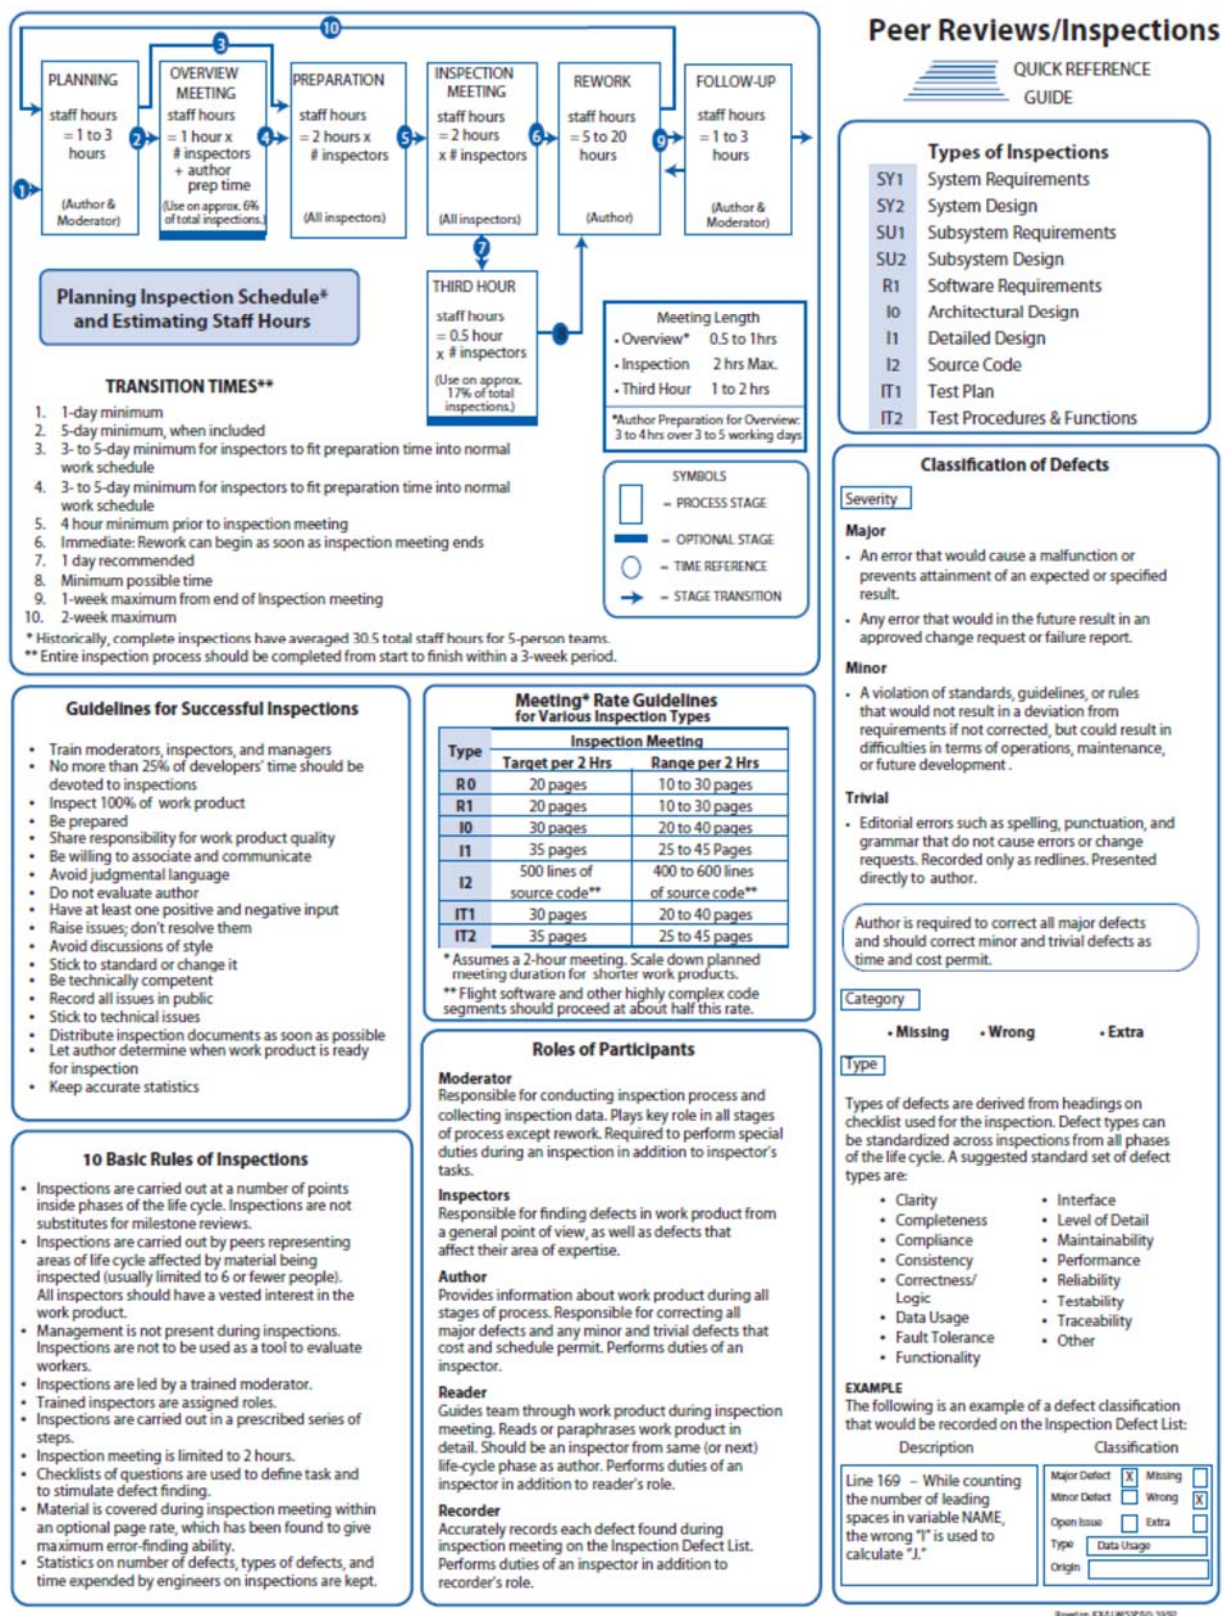 10
3
PLANNING
staff hours
= 1 to 3
hours
(Author &
Moderator)
1
2
OVERVIEW
MEETING
staff hours
= 1 hour x
# inspectors
+ author
prep time
(Use on approx. 6%
of total inspections.)
4
PREPARATION
staff hours
= 2 hours x
# inspectors
(All inspectors)
5
INSPECTION
MEETING
staff hours
= 2 hours
x # inspectors
(All inspectors)
6
REWORK
staff hours
= 5 to 20
hours
(Author)
9
FOLLOW-UP
staff hours
= 1 to 3
hours
(Author &
Moderator)
7
THIRD HOUR
staff hours
= 0.5 hour
x # inspectors
(Use on approx.
17% of total
inspections.)
8
Planning Inspection Schedule*
and Estimating Staff Hours
Meeting Length
• Overview* 0.5 to 1hrs
• Inspection 2 hrs Max.
• Third Hour 1 to 2 hrs
*Author Preparation for Overview:
3 to 4 hrs over 3 to 5 working days
SYMBOLS
= PROCESS STAGE
= OPTIONAL STAGE
= TIME REFERENCE
= STAGE TRANSITION
TRANSITION TIMES**
1. 1-day minimum
2. 5-day minimum, when included
3. 3- to 5-day minimum for inspectors to fit preparation time into normal
work schedule
4. 3- to 5-day minimum for inspectors to fit preparation time into normal
work schedule
5. 4 hour minimum prior to inspection meeting
6. Immediate: Rework can begin as soon as inspection meeting ends
7. 1 day recommended
8. Minimum possible time
9. 1-week maximum from end of Inspection meeting
10. 2-week maximum
* Historically, complete inspections have averaged 30.5 total staff hours for 5-person teams.
** Entire inspection process should be completed from start to finish within a 3-week period.
Guidelines for Successful Inspections
• Train moderators, inspectors, and managers
• No more than 25% of developers' time should be
devoted to inspections
• Inspect 100% of work product
• Be prepared
• Share responsibility for work product quality
• Be willing to associate and communicate
• Avoid judgmental language
• Do not evaluate author
• Have at least one positive and negative input
• Raise issues; don't resolve them
• Avoid discussions of style
• Stick to standard or change it
• Be technically competent
• Record all issues in public
• Stick to technical issues
• Distribute inspection documents as soon as possible
• Let author determine when work product is ready
for inspection
• Keep accurate statistics
10 Basic Rules of Inspections
• Inspections are carried out at a number of points
inside phases of the life cycle. Inspections are not
substitutes for milestone reviews.
• Inspections are carried out by peers representing
areas of life cycle affected by material being
inspected (usually limited to 6 or fewer people).
All inspectors should have a vested interest in the
work product.
• Management is not present during inspections.
Inspections are not to be used as a tool to evaluate
workers.
• Inspections are led by a trained moderator.
• Trained inspectors are assigned roles.
• Inspections are carried out in a prescribed series of
steps.
• Inspection meeting is limited to 2 hours.
• Checklists of questions are used to define task and
to stimulate defect finding.
• Material is covered during inspection meeting within
an optional page rate, which has been found to give
maximum error-finding ability.
• Statistics on number of defects, types of defects, and
time expended by engineers on inspections are kept.
Meeting* Rate Guidelines
for Various Inspection Types
Type Inspection Meeting
Target per 2 Hrs Range per 2 Hrs
R0 20 pages 10 to 30 pages
R1 20 pages 10 to 30 pages
I0 30 pages 20 to 40 pages
I1 35 pages 25 to 45 Pages
I2 500 lines of source code** 400 to 600 lines of source code**
IT1 30 pages 20 to 40 pages
IT2 35 pages 25 to 45 pages
* Assumes a 2-hour meeting. Scale down planned
meeting duration for shorter work products.
** Flight software and other highly complex code
segments should proceed at about half this rate.
Roles of Participants
Moderator
Responsible for conducting inspection process and
collecting inspection data. Plays key role in all stages
of process except rework. Required to perform special
duties during an inspection in addition to inspector's
tasks.
Inspectors
Responsible for finding defects in work product from
a general point of view, as well as defects that
affect their area of expertise.
Author
Provides information about work product during all
stages of process. Responsible for correcting all
major defects and any minor and trivial defects that
cost and schedule permit. Performs duties of an
inspector.
Reader
Guides team through work product during inspection
meeting. Reads or paraphrases work product in
detail. Should be an inspector from same (or next)
life-cycle phase as author. Performs duties of an
inspector in addition to reader's role.
Recorder
Accurately records each defect found during
inspection meeting on the Inspection Defect List.
Performs duties of an inspector in addition to
recorder's role.
Peer Reviews/Inspections
QUICK REFERENCE
GUIDE
Types of Inspections
SY1 System Requirements
SY2 System Design
SU1 Subsystem Requirements
SU2 Subsystem Design
R1 Software Requirements
Io Architectural Design
I1 Detailed Design
I2 Source Code
IT1 Test Plan
IT2 Test Procedures & Functions
Classification of Defects
Severity
Major
• An error that would cause a malfunction or
prevents attainment of an expected or specified
result.
• Any error that would in the future result in an
approved change request or failure report.
Minor
• A violation of standards, guidelines, or rules
that would not result in a deviation from
requirements if not corrected, but could result in
difficulties in terms of operations, maintenance,
or future development .
Trivial
• Editorial errors such as spelling, punctuation, and
grammar that do not cause errors or change
requests. Recorded only as redlines. Presented
directly to author.
Author is required to correct all major defects
and should correct minor and trivial defects as
time and cost permit.
Category
• Missing • Wrong • Extra
Type
Types of defects are derived from headings on
checklist used for the inspection. Defect types can
be standardized across inspections from all phases
of the life cycle. A suggested standard set of defect
types are:
• Clarity
• Completeness
• Compliance
• Consistency
• Correctness/
Logic
• Data Usage
• Fault Tolerance
• Functionality
• Interface
• Level of Detail
• Maintainability
• Performance
• Reliability
• Testability
• Traceability
• Other
EXAMPLE
The following is an example of a defect classification
that would be recorded on the Inspection Defect List:
Description Classification
Line 169 – While counting
the number of leading
spaces in variable NAME,
the wrong "I" is used to
calculate "J."
Major Defect X Missing
Minor Defect Wrong X
Open Issue Extra
Type Data Usage
Origin